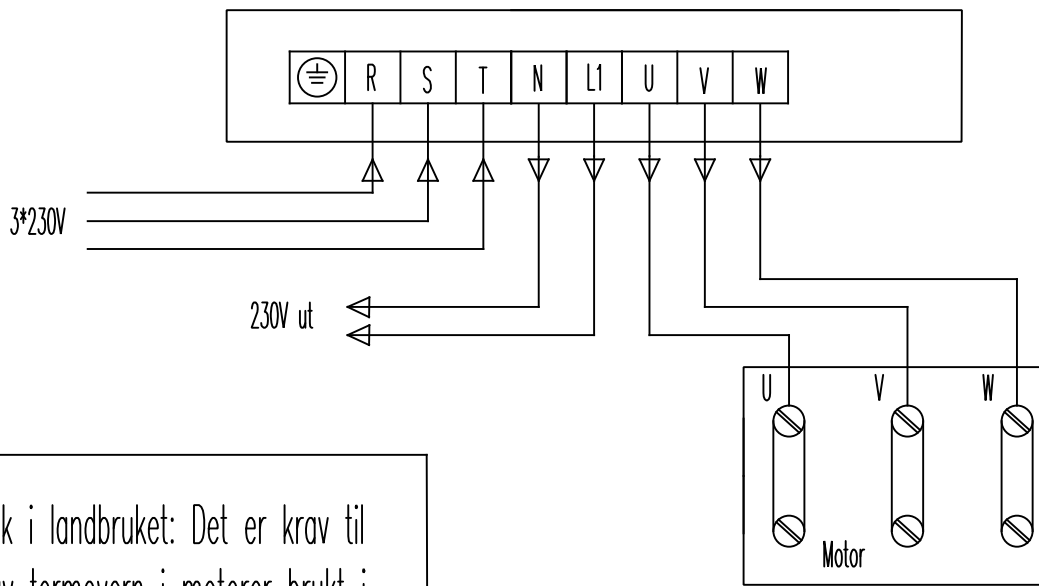 R S T N L1 U V W
3*230V
230V ut
U V W
Motor
k i landbruket: Det er krav til
termovern i motorer brukt i